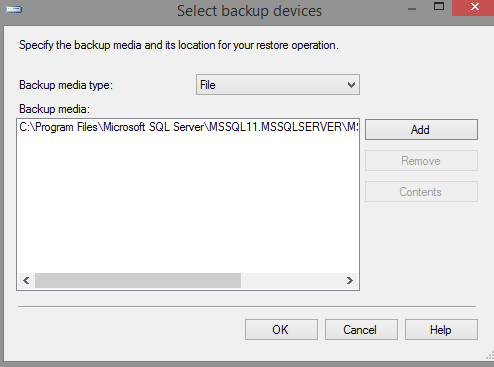 Select backup devices
Specify the backup media and its location for your restore operation.
Backup media type:
File
Backup media:
C:\Program Files\Microsoft SQL Server\MSSQL11.MSSQLSERVER\MS
Add
Remove
Contents
OK
Cancel
Help